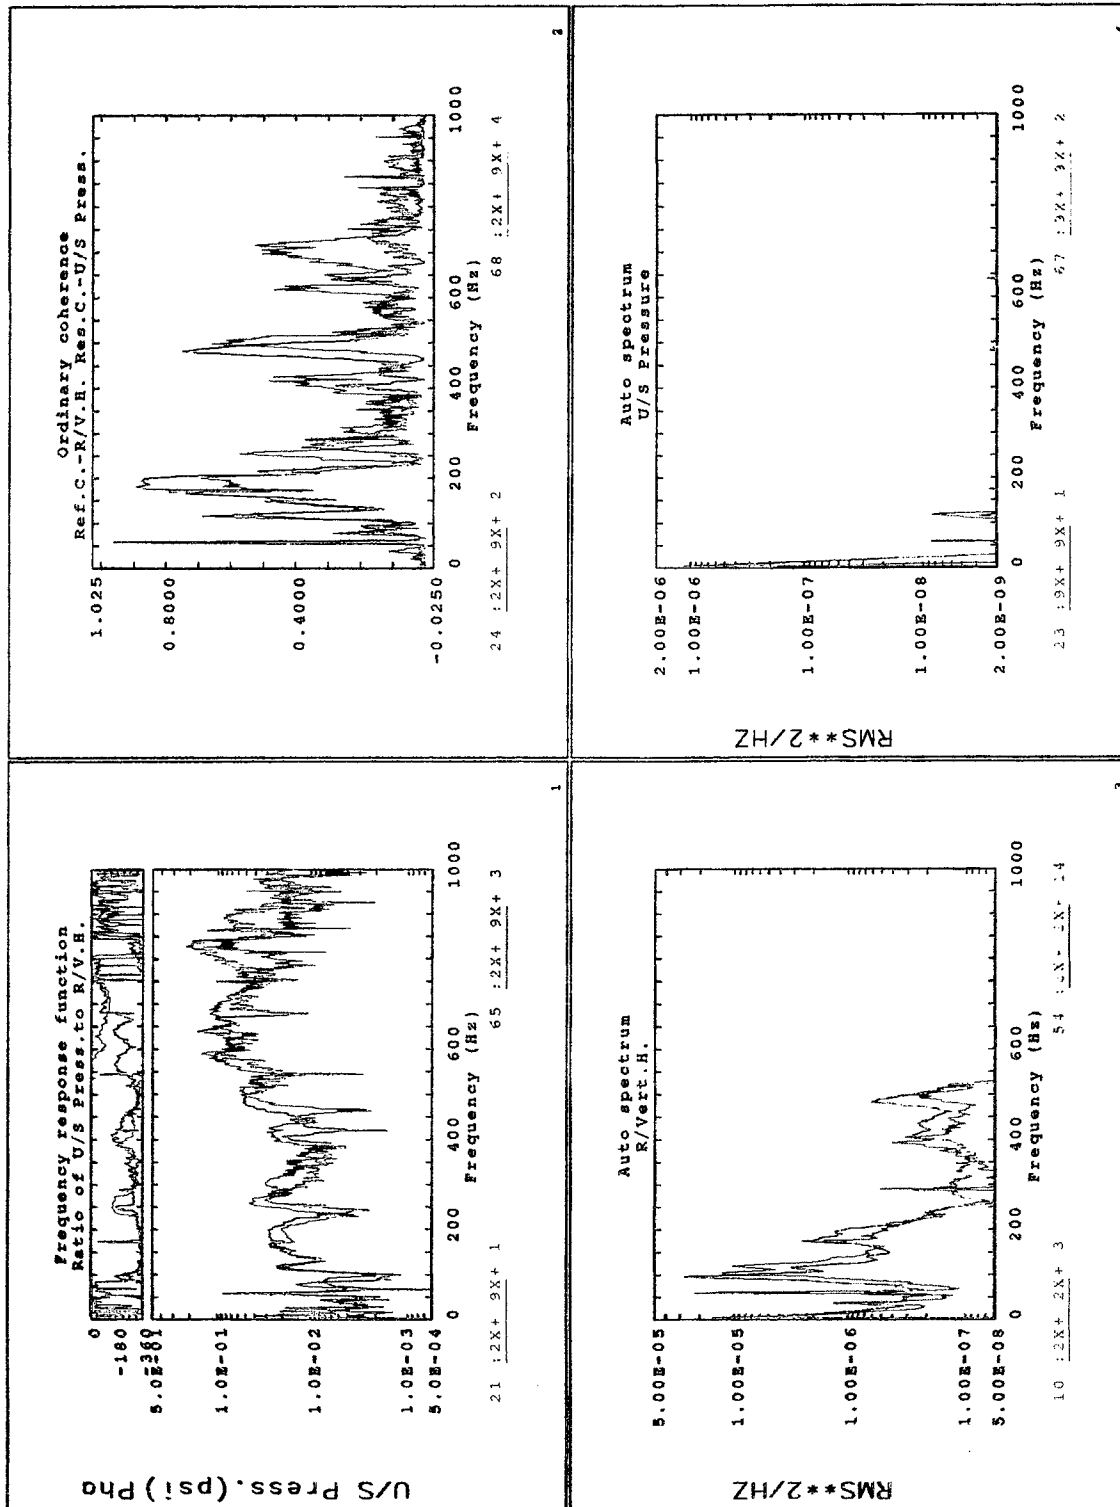 Frequency response function
Ratio of U/S Press.to R/V.H.
0
-180
-360
5.0E-01
1.0E-01
1.0E-02
1.0E-03
5.0E-04
U/S Press.(psi) Pha
0 200 400 600 1000
Frequency (Hz)
21 :2X+ 9X+ 1
65 :2X+ 9X+ 3
1
Ordinary coherence
Ref.C.-R/V.H. Res.C.-U/S Press.
1.025
0.8000
0.4000
-0.0250
0 200 400 600 1000
Frequency (Hz)
24 :2X+ 9X+ 2
68 :2X+ 9X+ 4
2
Auto spectrum
R/Vert.H.
5.00E-05
1.00E-05
1.00E-06
1.00E-07
5.00E-08
RMS**2/HZ
0 200 400 600 1000
Frequency (Hz)
10 :2X+ 2X+ 3
54
14
3
Auto spectrum
U/S Pressure
2.00E-06
1.00E-06
1.00E-07
1.00E-08
2.00E-09
RMS**2/HZ
0 200 400 600 1000
Frequency (Hz)
23 :9X+ 9X+ 1
67 :9X+ 9X+ 2